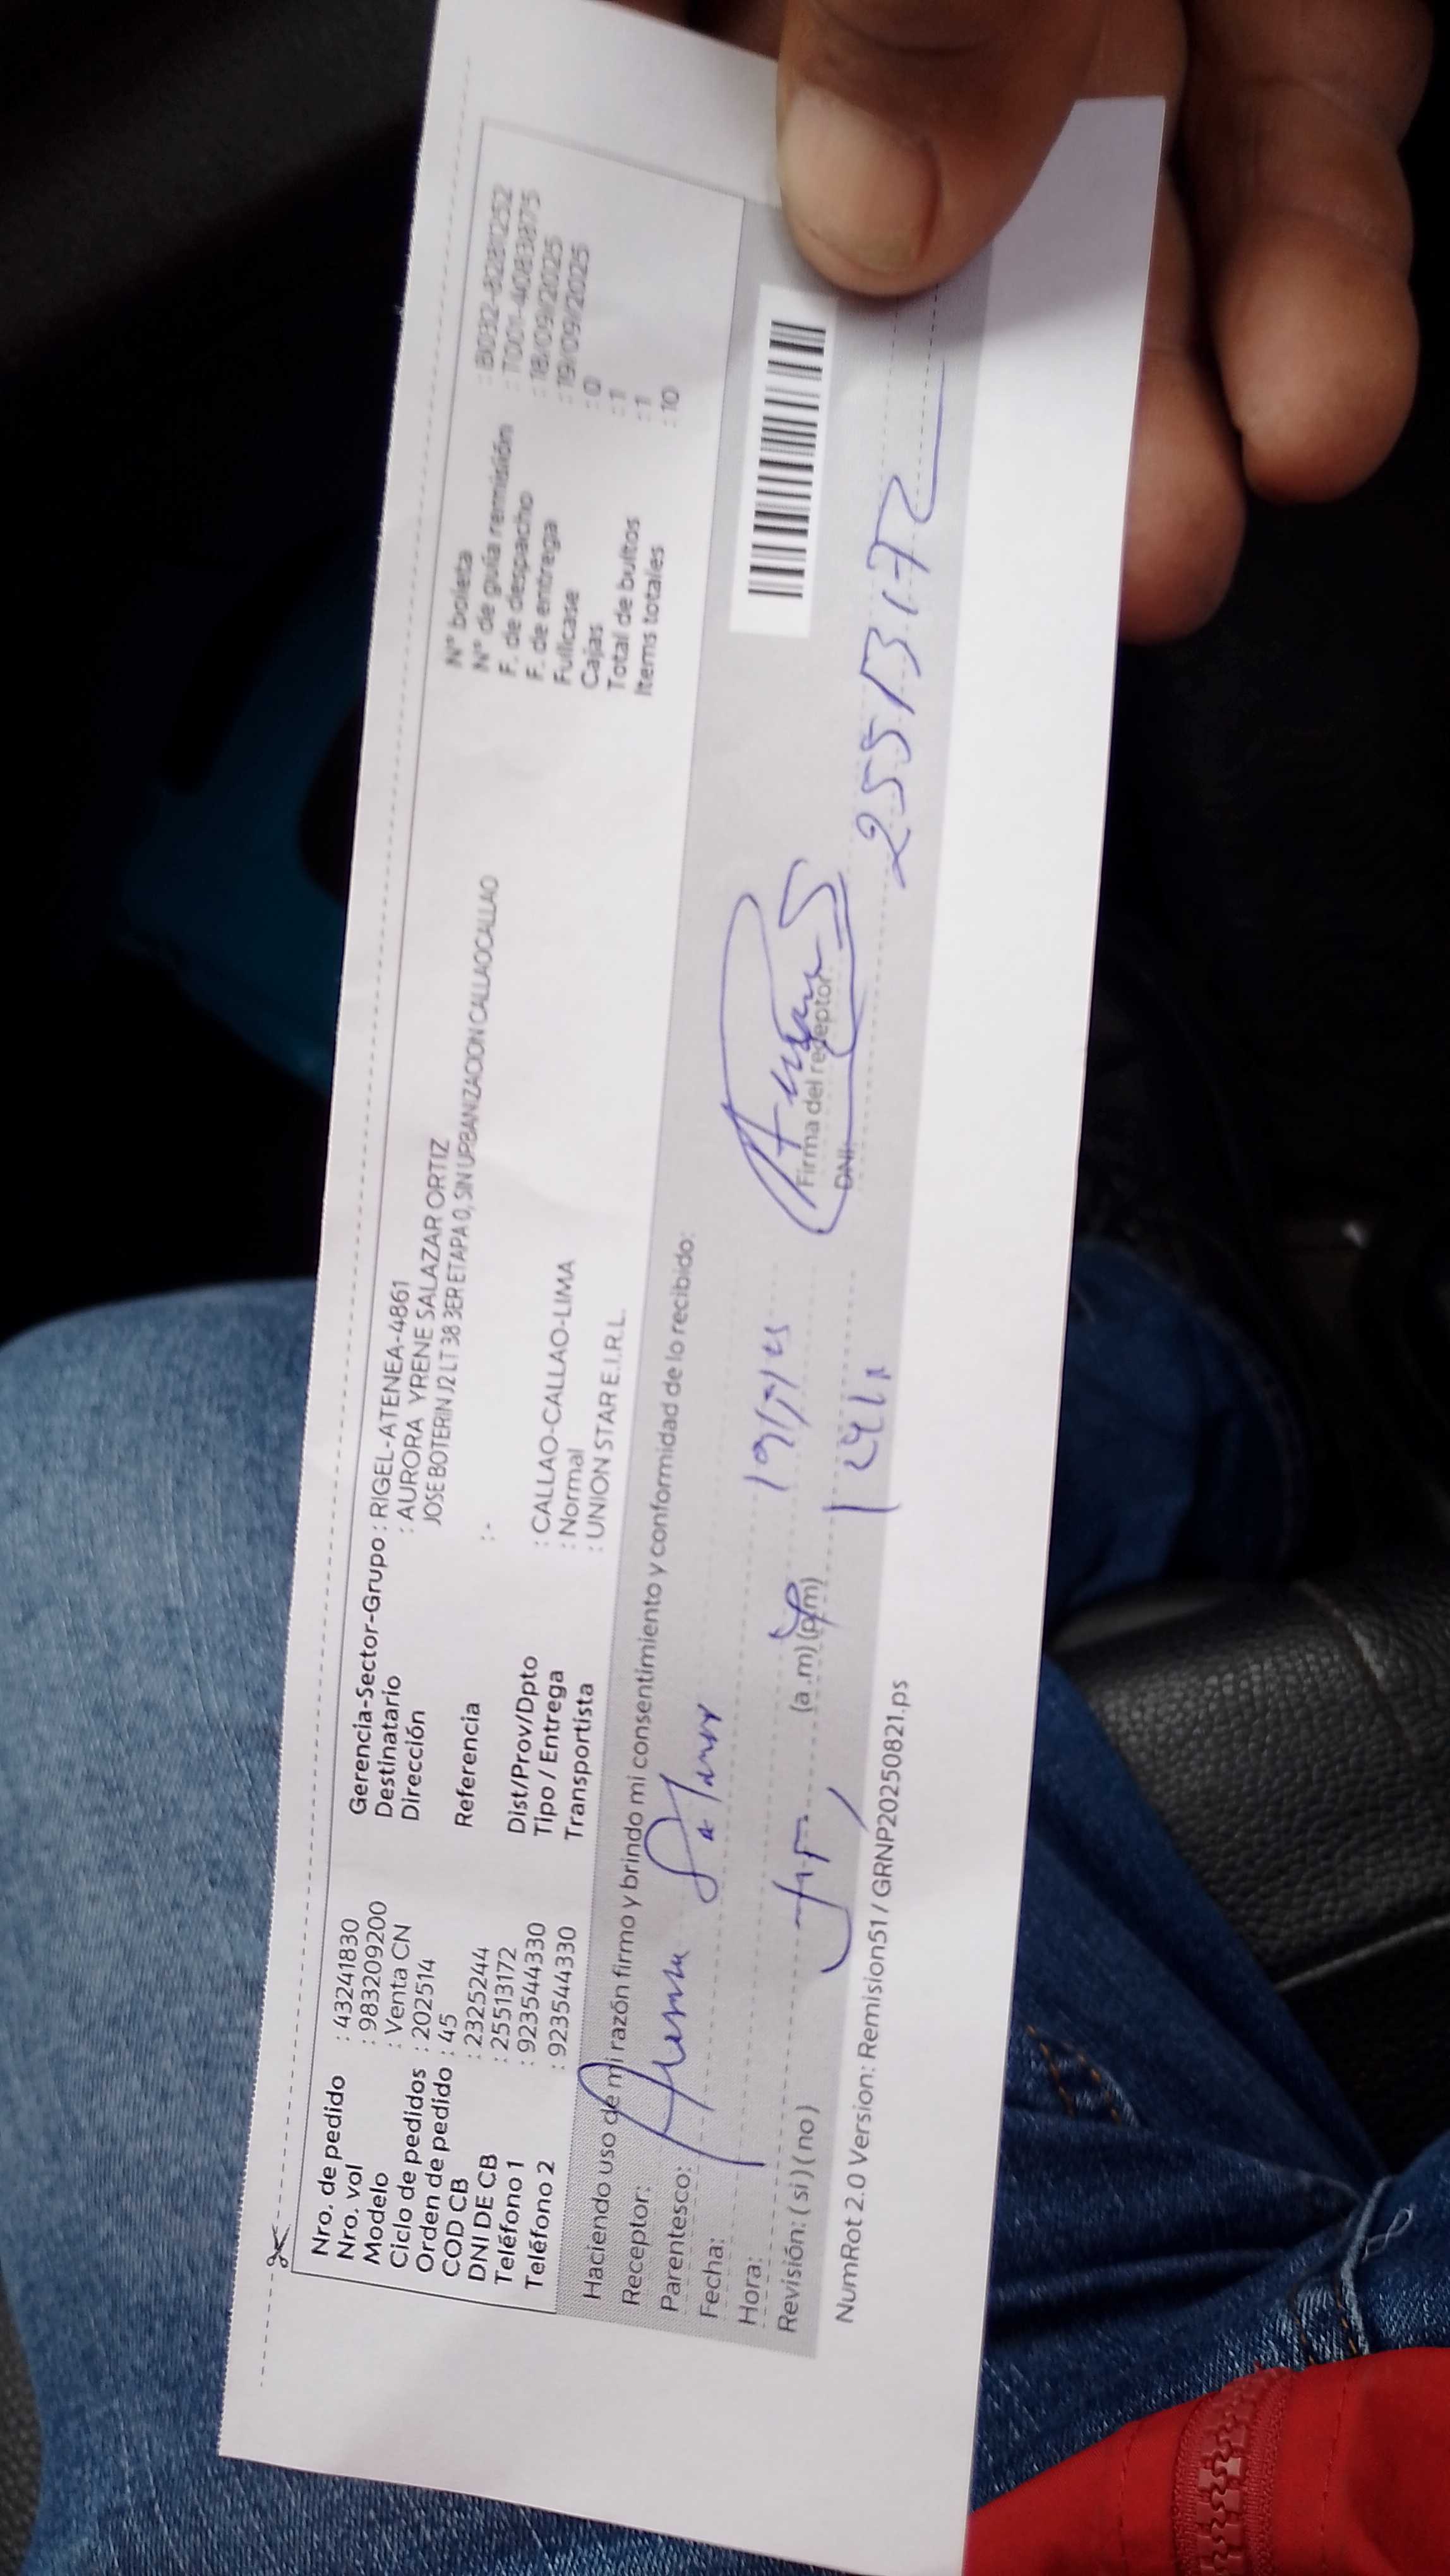 Nro. de pedido : 43241830
Nro. vol : 983209200
Modelo : Venta CN
Ciclo de pedidos : 202514
Orden de pedido : 45
COD CB : 2325244
DNI DE CB : 25513172
Teléfono 1 : 923544330
Teléfono 2 : 923544330
Gerencia-Sector-Grupo : RIGEL-ATENEA-4861
Destinatario : AURORA YRENE SALAZAR ORTIZ
Dirección JOSE BOTERIN J2 LT 38 3ER ETAPA 0, SIN URBANIZACION CALLAOCALLAO
Referencia : -
Dist/Prov/Dpto : CALLAO-CALLAO-LIMA
Tipo / Entrega : Normal
Transportista : UNION STAR E.I.R.L.
N° boleta
N° de guía remisión
F. de despacho : 18/09/2025
F. de entrega : 19/09/2025
Fullcase : 0
Cajas : 1
Total de bultos : 1
Items totales : 10
Haciendo uso de mi razón firmo y brindo mi consentimiento y conformidad de lo recibido:
Receptor:
Parentesco:
Fecha:
Hora: (a.m) (p.m)
Revisión: ( si ) ( no )
Firma del receptor
DNI: 25513172
NumRot 2.0 Version: Remision51 / GRNP20250821.ps